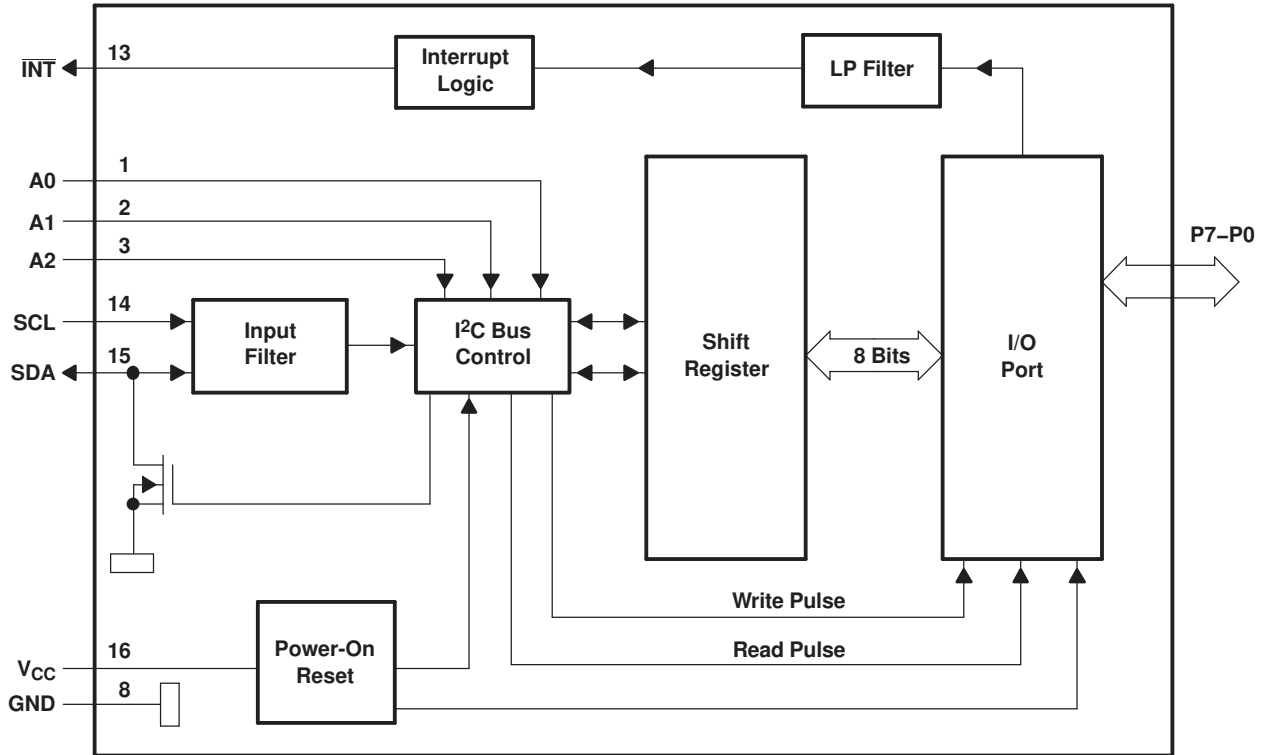 INT
13
Interrupt
Logic
LP Filter
A0
1
A1
2
A2
3
P7–P0
SCL
14
SDA
15
Input
Filter
I²C Bus
Control
Shift
Register
8 Bits
I/O
Port
Write Pulse
Read Pulse
Power-On
Reset
VCC
16
GND
8